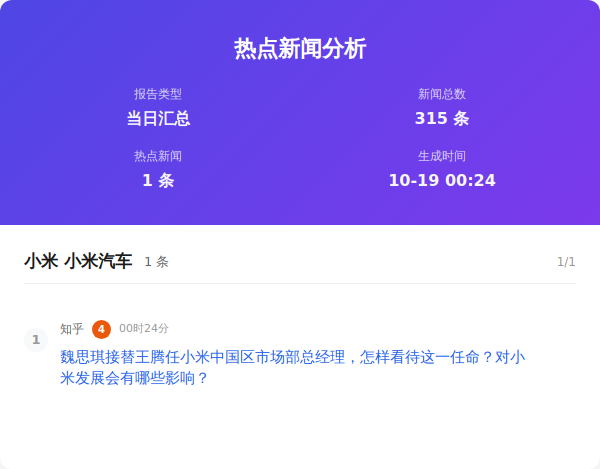 热点新闻分析
报告类型
当日汇总
新闻总数
315 条
热点新闻
1 条
生成时间
10-19 00:24
小米 小米汽车 1 条 1/1
1 知乎 4 00时24分
魏思琪接替王腾任小米中国区市场部总经理，怎样看待这一任命？对小
米发展会有哪些影响？